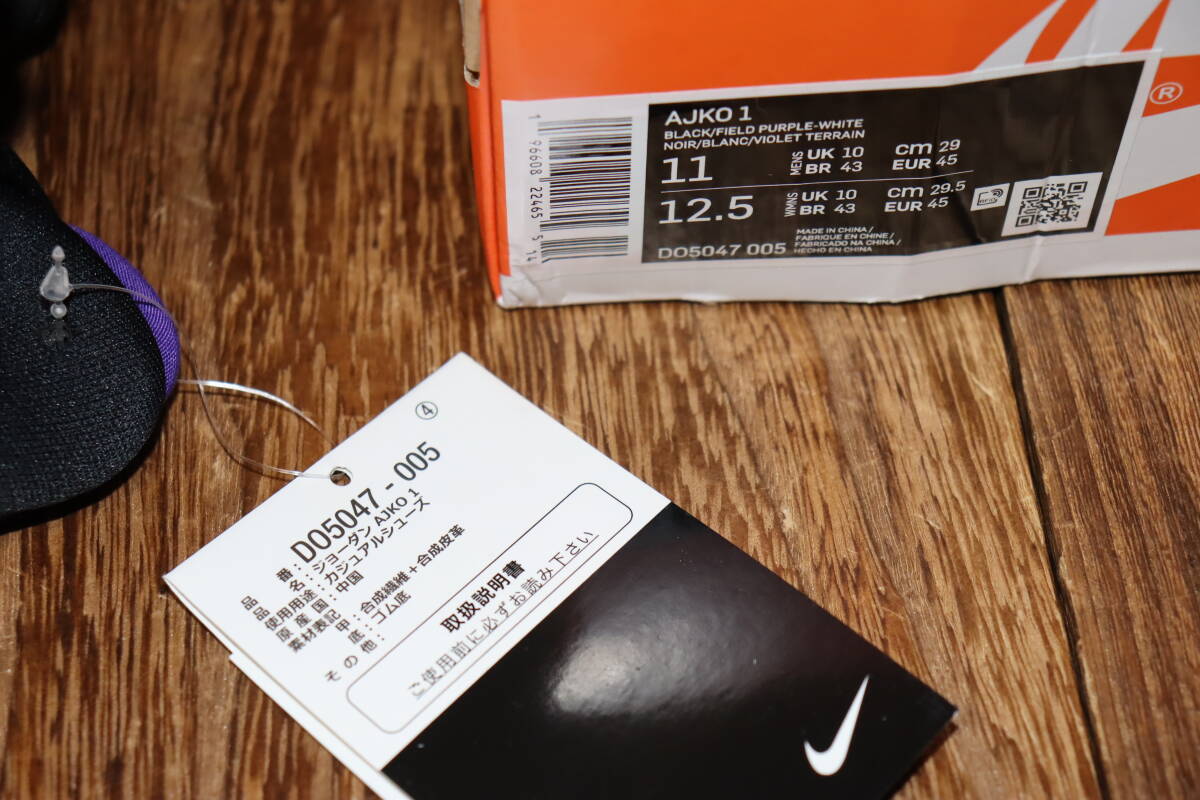 AJKO 1
BLACK/FIELD PURPLE-WHITE
NOIR/BLANC/VIOLET TERRAIN
11 MENS UK 10 CM 29
BR 43 EUR 45
12.5 WMNS UK 10 CM 29.5
BR 43 EUR 45
DO5047 005
MADE IN CHINA /
FABRIQUE EN CHINE /
FABRICADO NA CHINA /
HECHO EN CHINA
RFID
1 96608 22465 5 14
®
④
品 番：DO5047 - 005
品 名：ジョーダン AJKO 1
使用用途：カジュアルシューズ
原 産 国：中国
素材表記 甲：合成繊維＋合成皮革
底：ゴム底
そ の 他：
取扱説明書
ご使用前に必ずお読み下さい